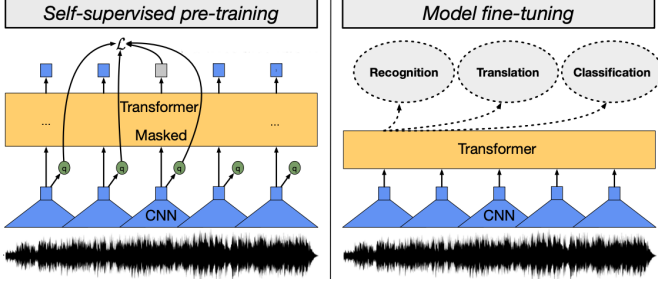 Self-supervised pre-training
ℒ
Transformer
...
...
Masked
q
q
q
q
q
CNN
Model fine-tuning
Recognition
Translation
Classification
Transformer
CNN